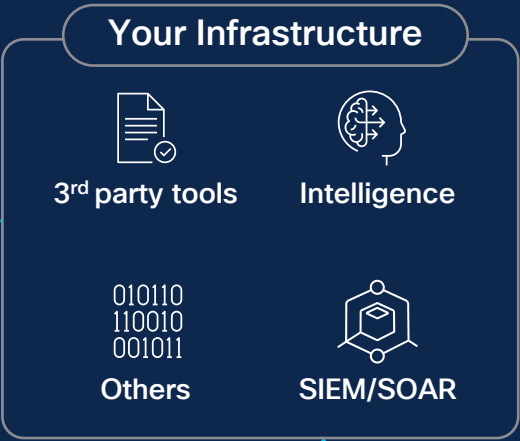 Your Infrastructure
3rd party tools
Intelligence
010110
110010
001011
Others
SIEM/SOAR